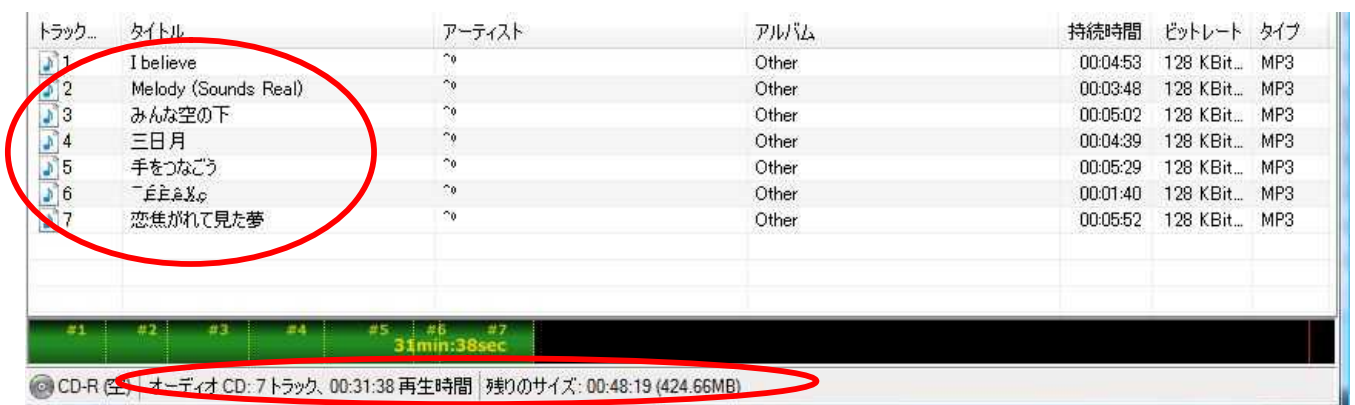 トラック... タイトル アーティスト アルバム 持続時間 ビットレート タイプ
1 I believe Other 00:04:53 128 KBit... MP3
2 Melody (Sounds Real) Other 00:03:48 128 KBit... MP3
3 みんな空の下 Other 00:05:02 128 KBit... MP3
4 三日月 Other 00:04:39 128 KBit... MP3
5 手をつなごう Other 00:05:29 128 KBit... MP3
6 Other 00:01:40 128 KBit... MP3
7 恋焦がれて見た夢 Other 00:05:52 128 KBit... MP3
#1 #2 #3 #4 #5 #6 #7
31min:38sec
CD-R (空) オーディオ CD: 7 トラック、 00:31:38 再生時間 残りのサイズ: 00:48:19 (424.66MB)